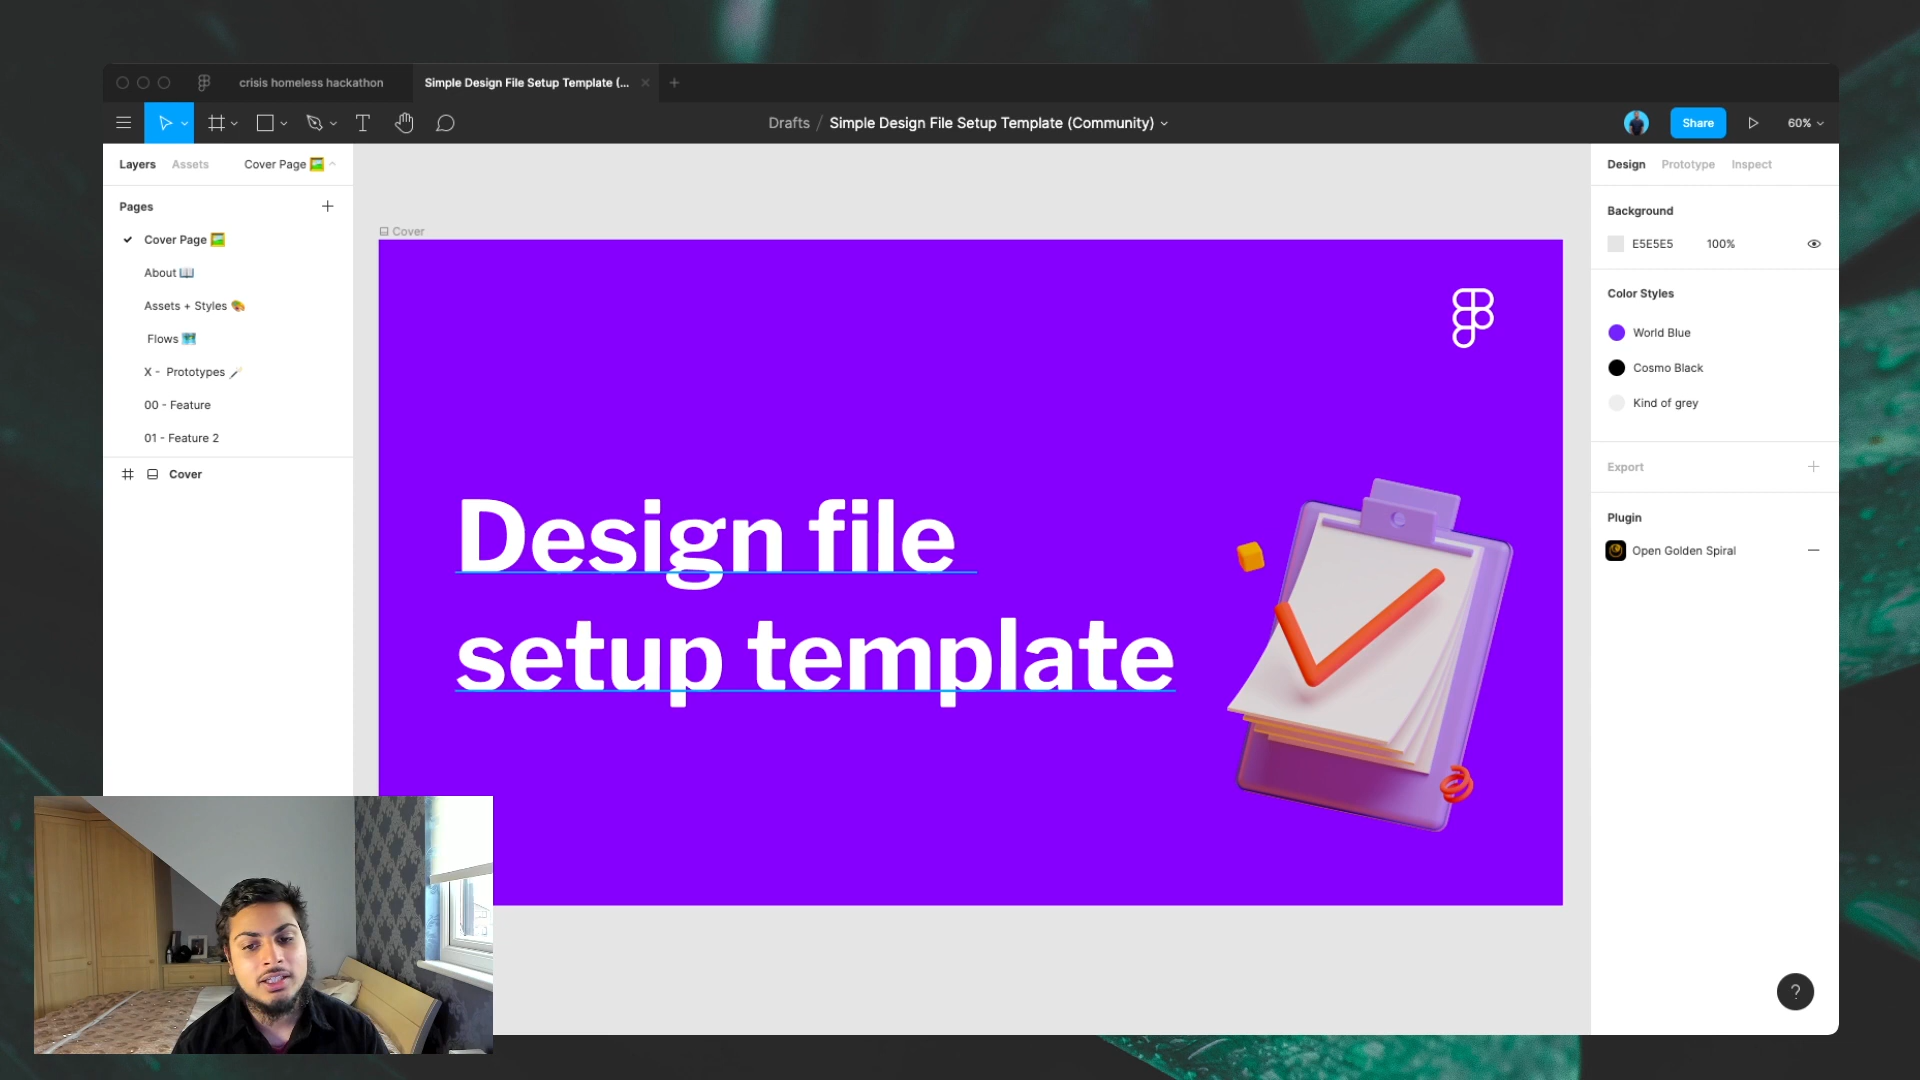 crisis homeless hackathon
Simple Design File Setup Template (...
Drafts / Simple Design File Setup Template (Community)
Share
60%
Layers
Assets
Cover Page
Pages
Cover Page
About
Assets + Styles
Flows
X - Prototypes
00 - Feature
01 - Feature 2
Cover
Cover
Design file
setup template
Design
Prototype
Inspect
Background
E5E5E5
100%
Color Styles
World Blue
Cosmo Black
Kind of grey
Export
Plugin
Open Golden Spiral
?